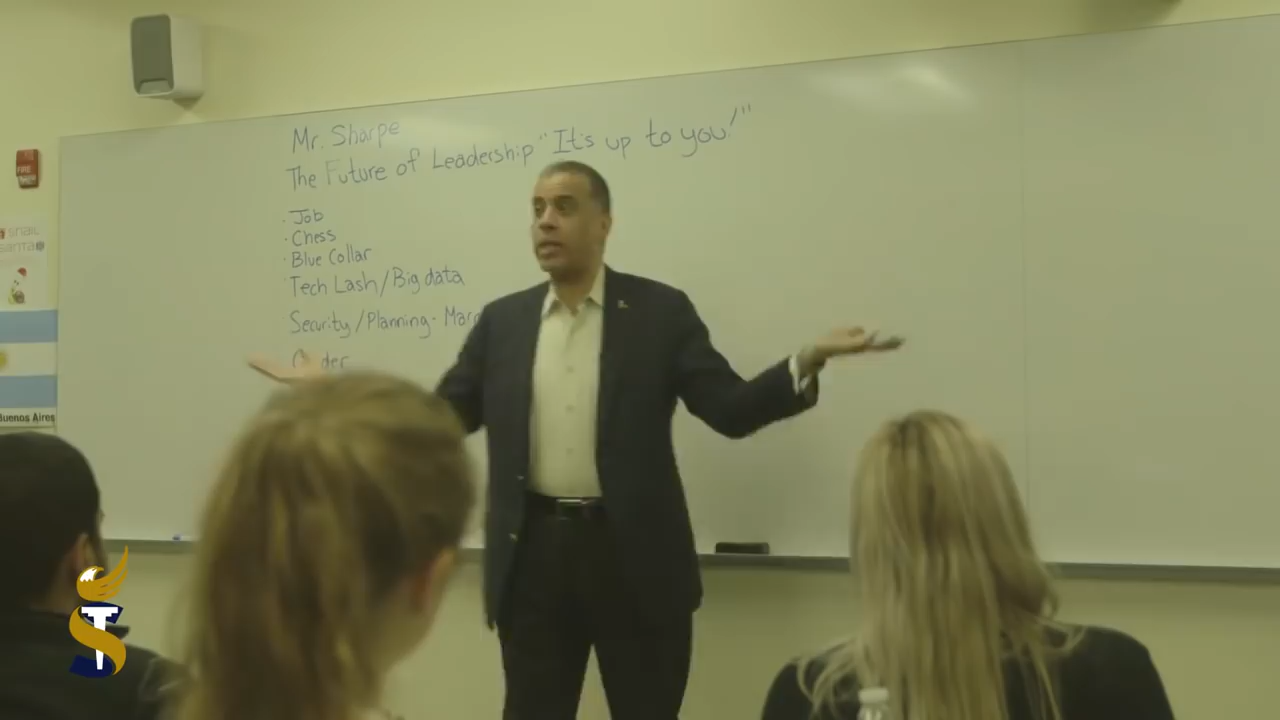 Mr. Sharpe
The Future of Leadership "It's up to you!"
· Job
· Chess
· Blue Collar
· Tech Lash/Big data
Security/Planning-
FIRE
Buenos Aires